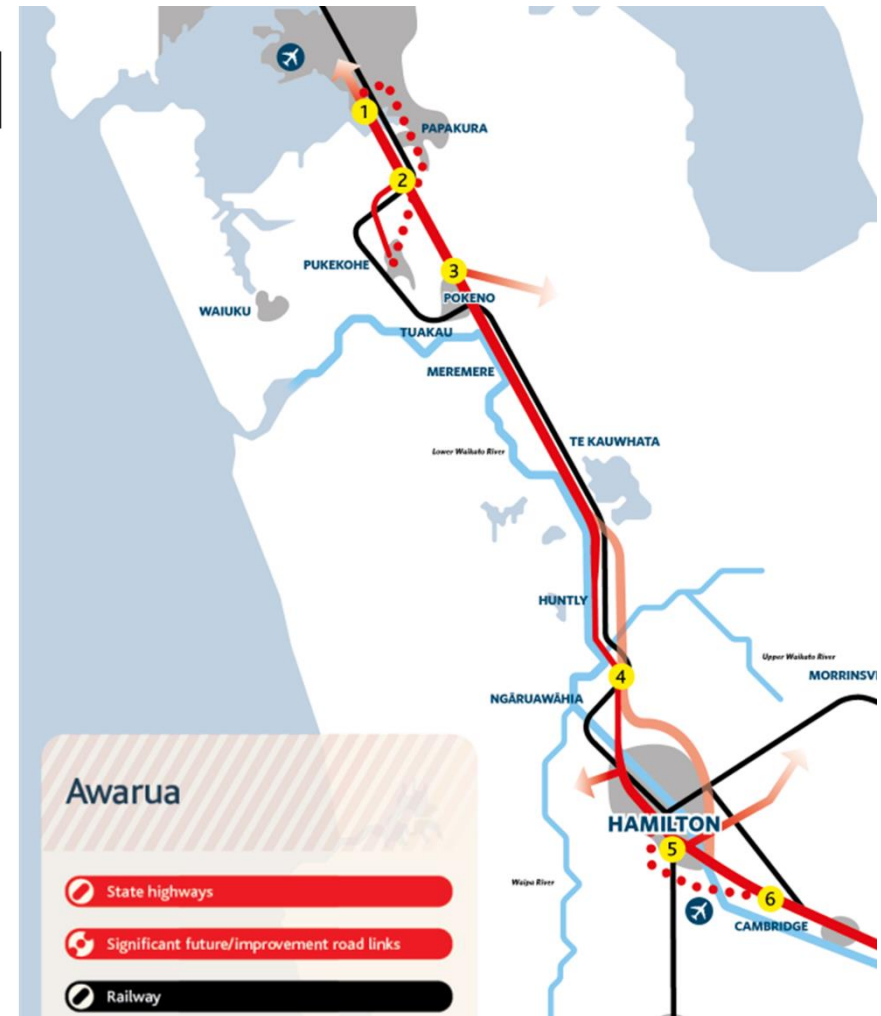 1
PAPAKURA
2
PUKEKOHE
3
POKENO
WAIUKU
TUAKAU
MEREMERE
Lower Waikato River
TE KAUWHATA
HUNTLY
Upper Waikato River
4
MORRINSVI
NGĀRUAWĀHIA
Awarua
HAMILTON
5
Waipa River
6
CAMBRIDGE
State highways
Significant future/improvement road links
Railway